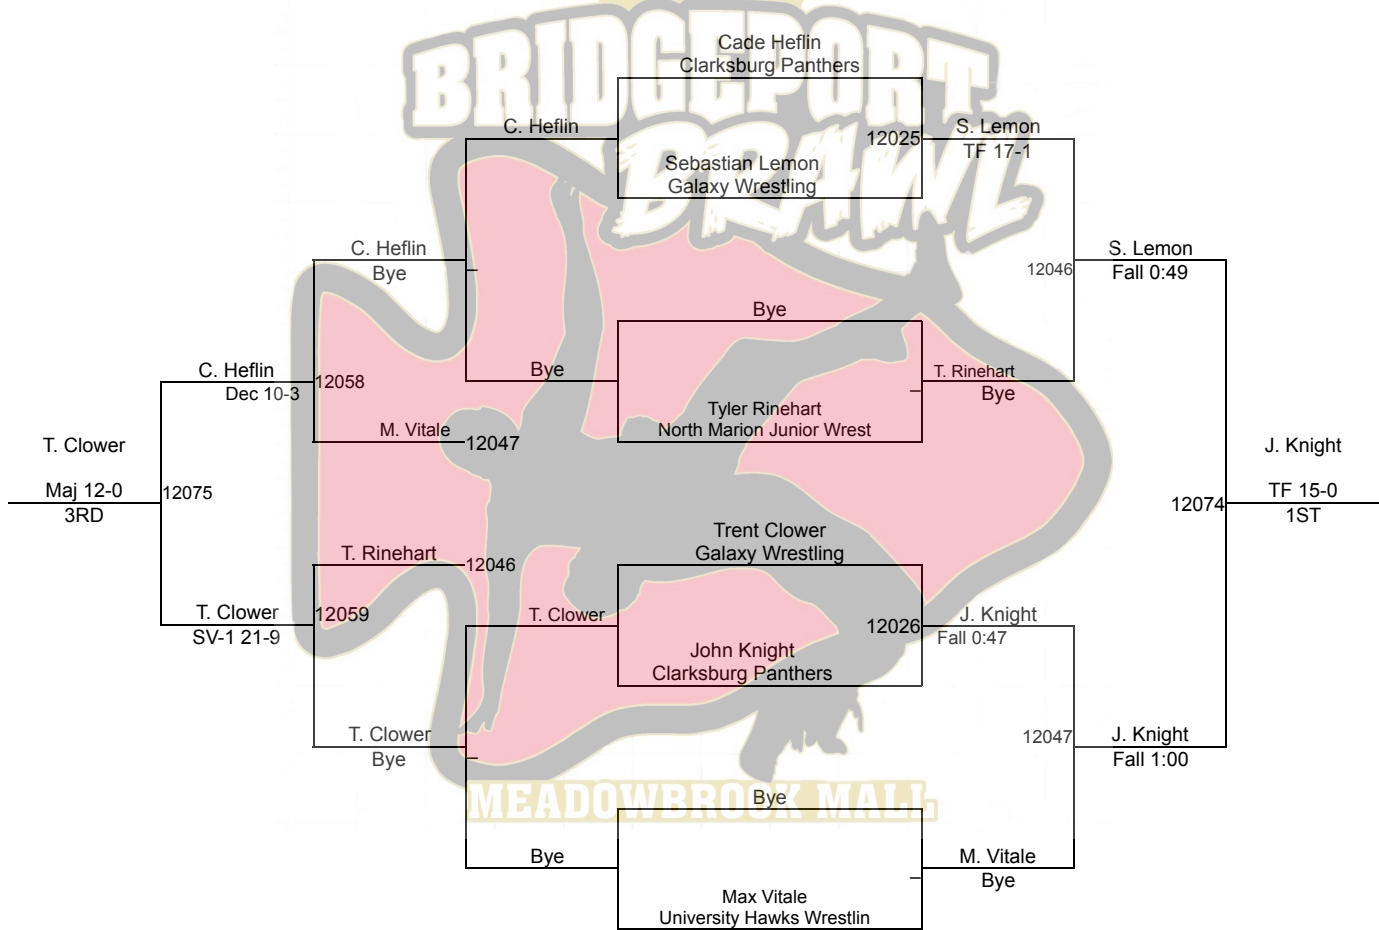 BRIDGEPORT
BRAWL
Cade Heflin
Clarksburg Panthers
C. Heflin
12025
S. Lemon
TF 17-1
Sebastian Lemon
Galaxy Wrestling
C. Heflin
Bye
12046
S. Lemon
Fall 0:49
Bye
C. Heflin
Dec 10-3
12058
Bye
T. Rinehart
Bye
Tyler Rinehart
North Marion Junior Wrest
M. Vitale
12047
T. Clower
Maj 12-0
3RD
12075
J. Knight
TF 15-0
1ST
12074
Trent Clower
Galaxy Wrestling
T. Rinehart
12046
T. Clower
SV-1 21-9
12059
T. Clower
12026
J. Knight
Fall 0:47
John Knight
Clarksburg Panthers
T. Clower
Bye
12047
J. Knight
Fall 1:00
MEADOWBROOK MALL
Bye
Bye
M. Vitale
Bye
Max Vitale
University Hawks Wrestlin